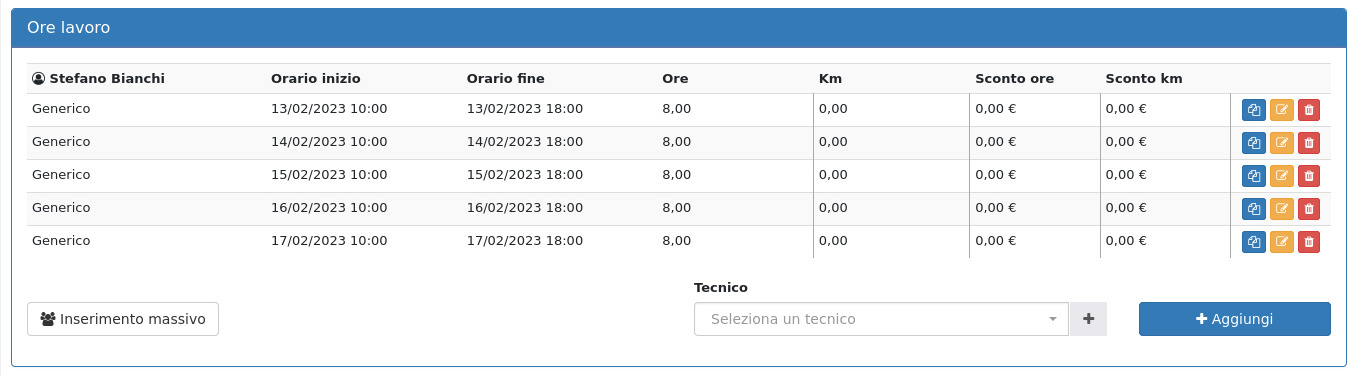 Ore lavoro
Stefano Bianchi Orario inizio Orario fine Ore Km Sconto ore Sconto km
Generico 13/02/2023 10:00 13/02/2023 18:00 8,00 0,00 0,00 € 0,00 €
Generico 14/02/2023 10:00 14/02/2023 18:00 8,00 0,00 0,00 € 0,00 €
Generico 15/02/2023 10:00 15/02/2023 18:00 8,00 0,00 0,00 € 0,00 €
Generico 16/02/2023 10:00 16/02/2023 18:00 8,00 0,00 0,00 € 0,00 €
Generico 17/02/2023 10:00 17/02/2023 18:00 8,00 0,00 0,00 € 0,00 €
Tecnico
Inserimento massivo Seleziona un tecnico + + Aggiungi